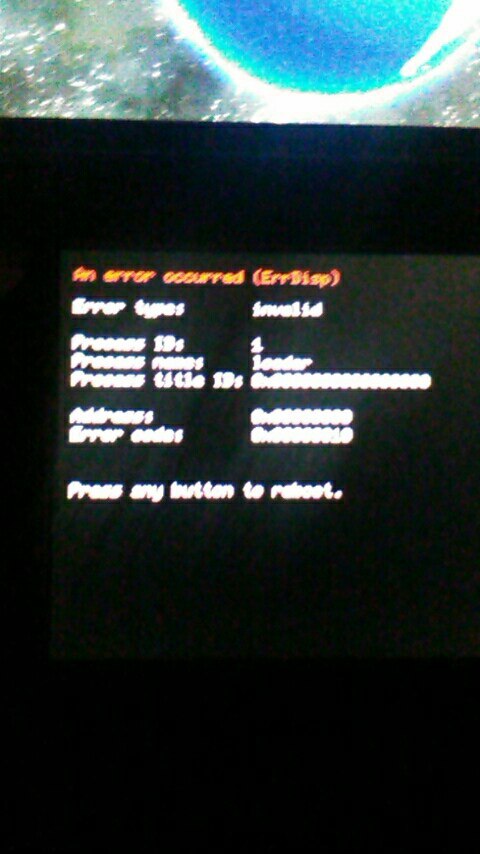 An error occurred (ErrDisp)
Error type: invalid
Process ID: 1
Process name: loader
Process title ID: 0x0000000000000000
Address: 0x00000000
Error code: 0x00000010
Press any button to reboot.